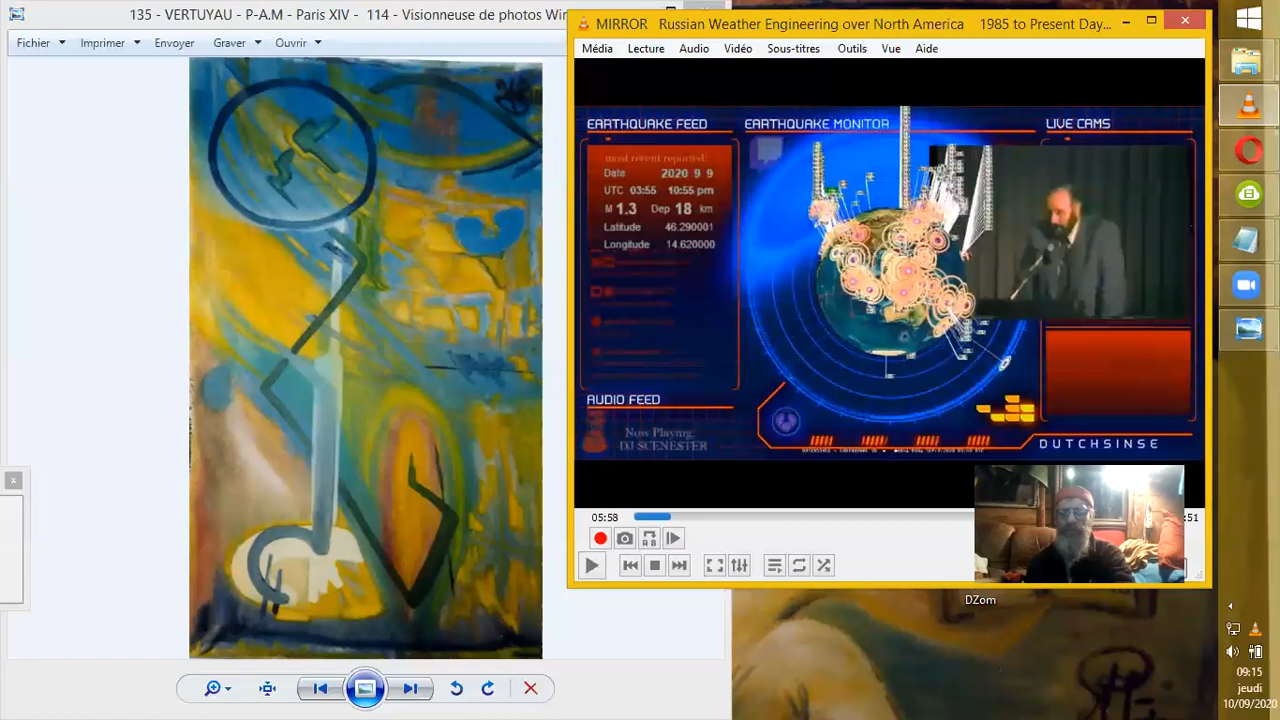 135 - VERTUYAU - P-A.M - Paris XIV - 114 - Visionneuse de photos Win
Fichier Imprimer Envoyer Graver Ouvrir
MIRROR Russian Weather Engineering over North America 1985 to Present Day...
Média Lecture Audio Vidéo Sous-titres Outils Vue Aide
EARTHQUAKE FEED
most recent reported:
Date 2020 9 9
UTC 03:55 10:55 pm
M 1.3 Dep 18 km
Latitude 46.290001
Longitude 14.620000
AUDIO FEED
Now Playing:
DJ SCENESTER
EARTHQUAKE MONITOR
LIVE CAMS
DUTCHSINSE
05:58
:51
DZom
09:15
jeudi
10/09/2020